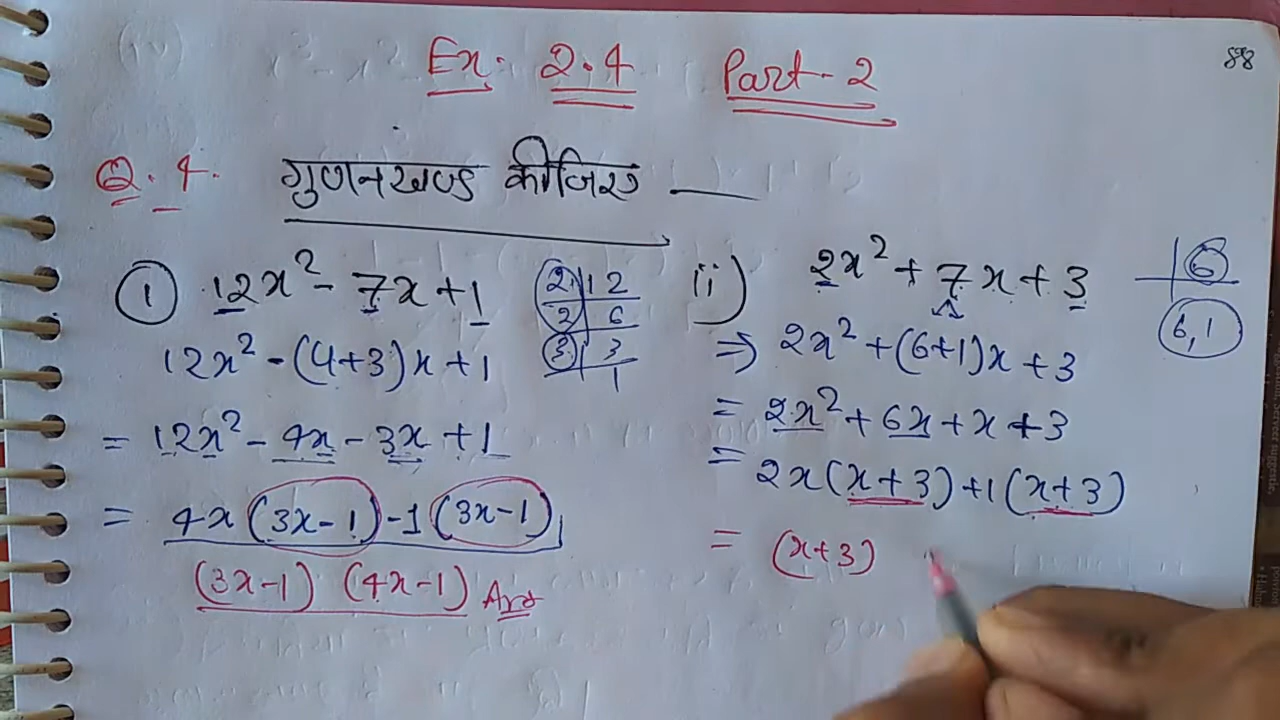 Ex. 2.4 Part-2
88
Q.4. गुणनखण्ड कीजिए —
① 12x² - 7x + 1
2 | 12
2 | 6
3 | 3
1
12x² - (4+3)x + 1
= 12x² - 4x - 3x + 1
= 4x(3x-1) -1(3x-1)
(3x-1) (4x-1) Ans
ii) 2x² + 7x + 3
6
6,1
⇒ 2x² + (6+1)x + 3
= 2x² + 6x + x + 3
= 2x(x+3) + 1(x+3)
= (x+3)